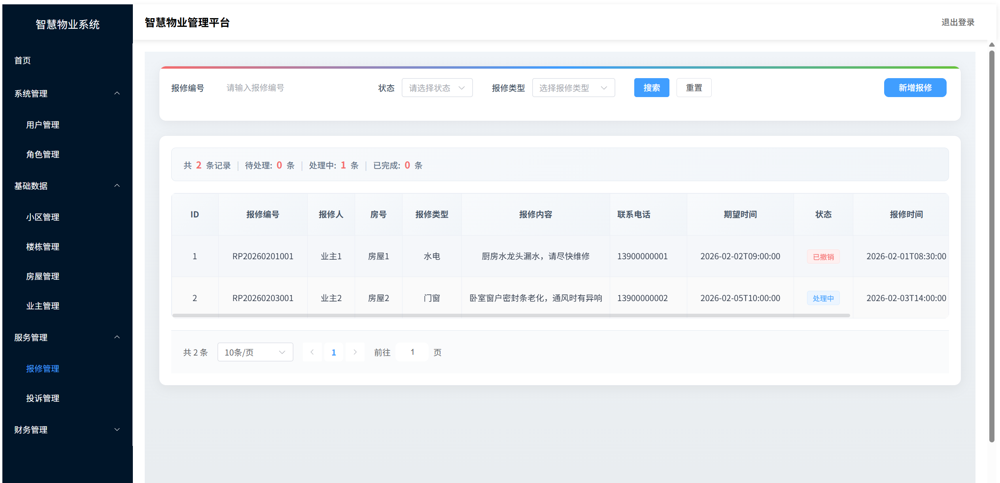 智慧物业系统
首页
系统管理
用户管理
角色管理
基础数据
小区管理
楼栋管理
房屋管理
业主管理
服务管理
报修管理
投诉管理
财务管理
智慧物业管理平台
退出登录
报修编号 请输入报修编号 状态 请选择状态 报修类型 选择报修类型 搜索 重置 新增报修
共 2 条记录 | 待处理: 0 条 | 处理中: 1 条 | 已完成: 0 条
ID 报修编号 报修人 房号 报修类型 报修内容 联系电话 期望时间 状态 报修时间
1 RP20260201001 业主1 房屋1 水电 厨房水龙头漏水，请尽快维修 13900000001 2026-02-02T09:00:00 已撤销 2026-02-01T08:30:00
2 RP20260203001 业主2 房屋2 门窗 卧室窗户密封条老化，通风时有异响 13900000002 2026-02-05T10:00:00 处理中 2026-02-03T14:00:00
共 2 条 10条/页 1 前往 1 页